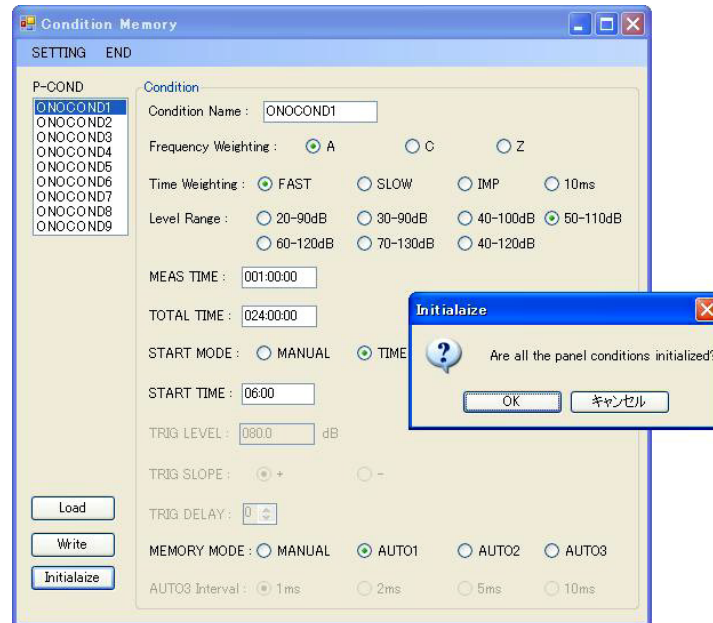 Condition Memory
SETTING END
P-COND
ONOCOND1
ONOCOND2
ONOCOND3
ONOCOND4
ONOCOND5
ONOCOND6
ONOCOND7
ONOCOND8
ONOCOND9
Load
Write
Initialaize
Condition
Condition Name : ONOCOND1
Frequency Weighting : A C Z
Time Weighting : FAST SLOW IMP 10ms
Level Range : 20-90dB 30-90dB 40-100dB 50-110dB
60-120dB 70-130dB 40-120dB
MEAS TIME : 001:00:00
TOTAL TIME : 024:00:00
START MODE : MANUAL TIME
START TIME : 06:00
TRIG LEVEL : 080.0 dB
TRIG SLOPE : + -
TRIG DELAY : 0
MEMORY MODE : MANUAL AUTO1 AUTO2 AUTO3
AUTO3 Interval : 1ms 2ms 5ms 10ms
Initialaize
Are all the panel conditions initialized?
OK キャンセル